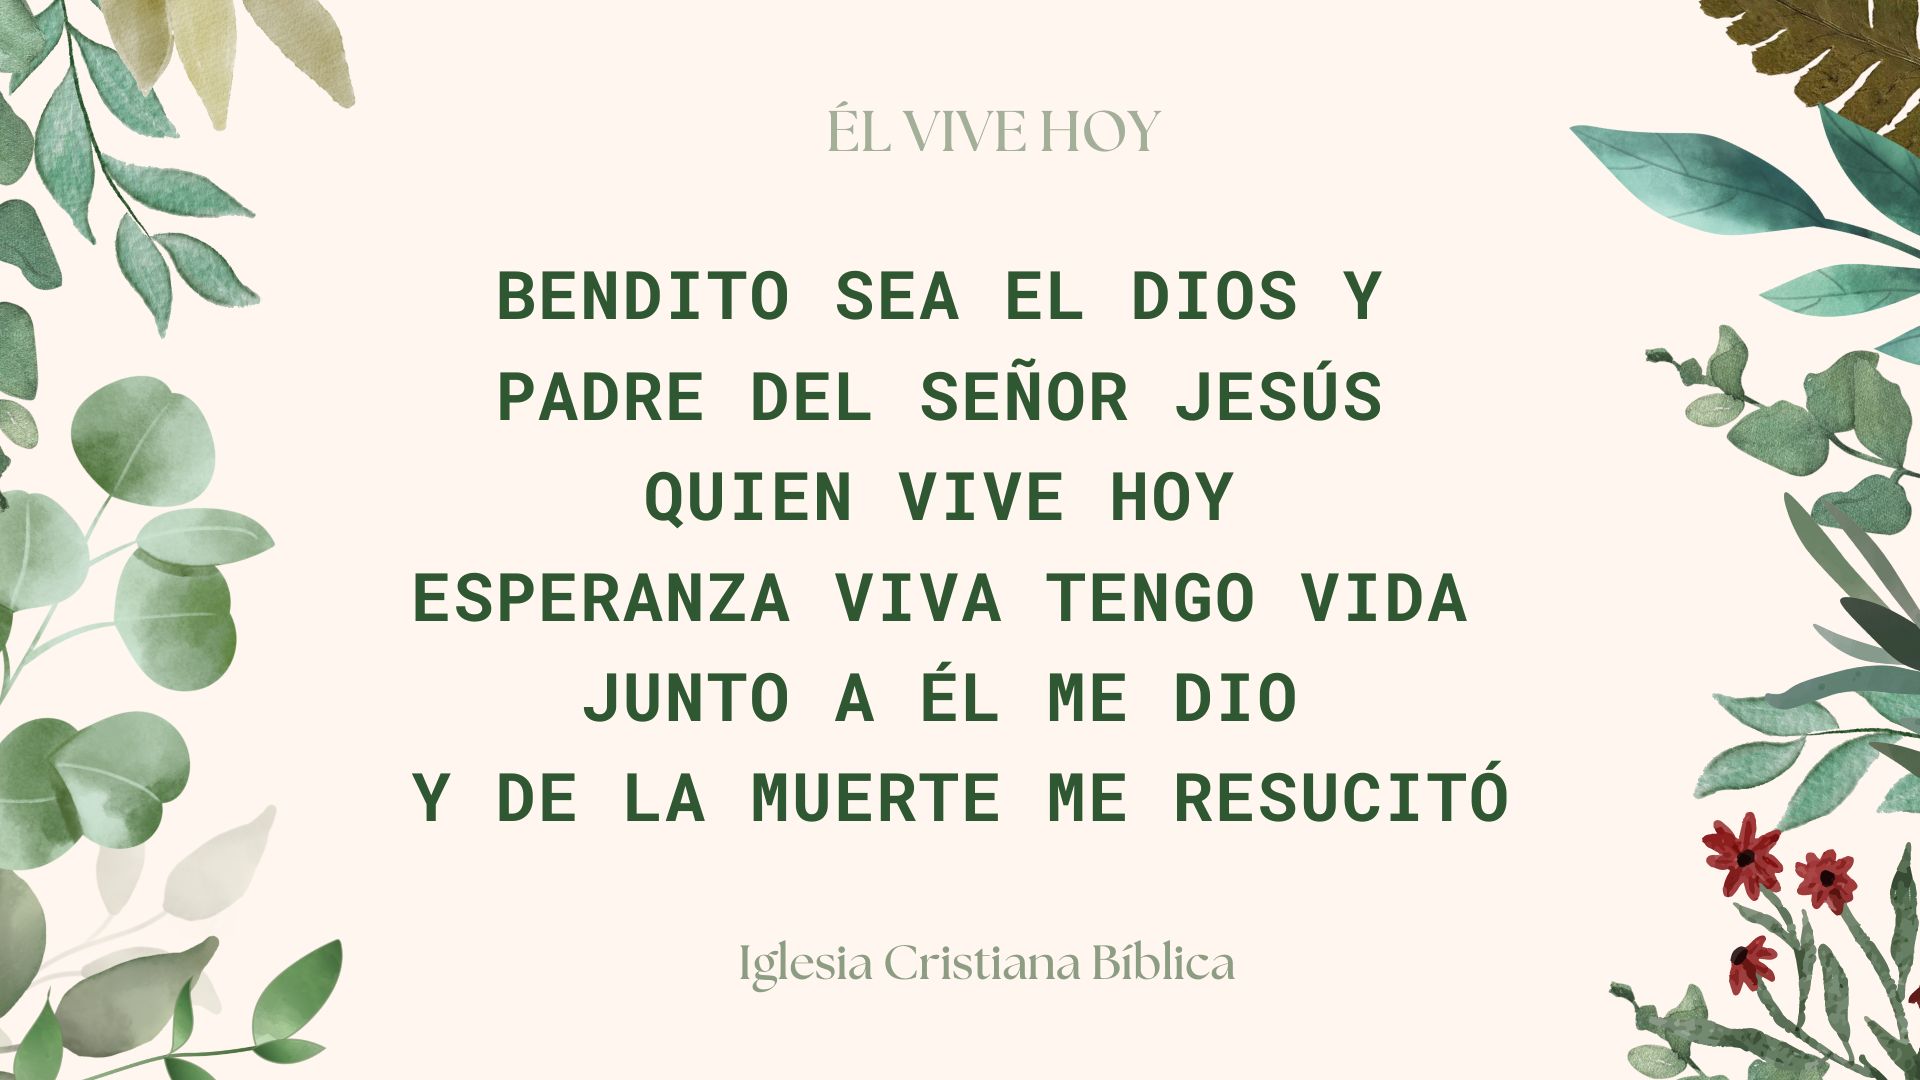 ÉL VIVE HOY
BENDITO SEA EL DIOS Y
PADRE DEL SEÑOR JESÚS
QUIEN VIVE HOY
ESPERANZA VIVA TENGO VIDA
JUNTO A ÉL ME DIO
Y DE LA MUERTE ME RESUCITÓ
Iglesia Cristiana Bíblica